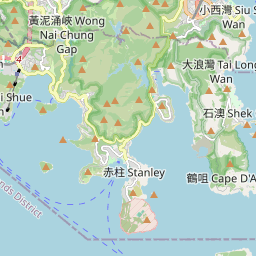 小西灣 Siu S
Wan
黃泥涌峽 Wong
Nai Chung
Gap
大浪灣 Tai Long
Wan
4
i Shue
n
石澳 Shek
赤柱 Stanley
鶴咀 Cape D'A
nds District